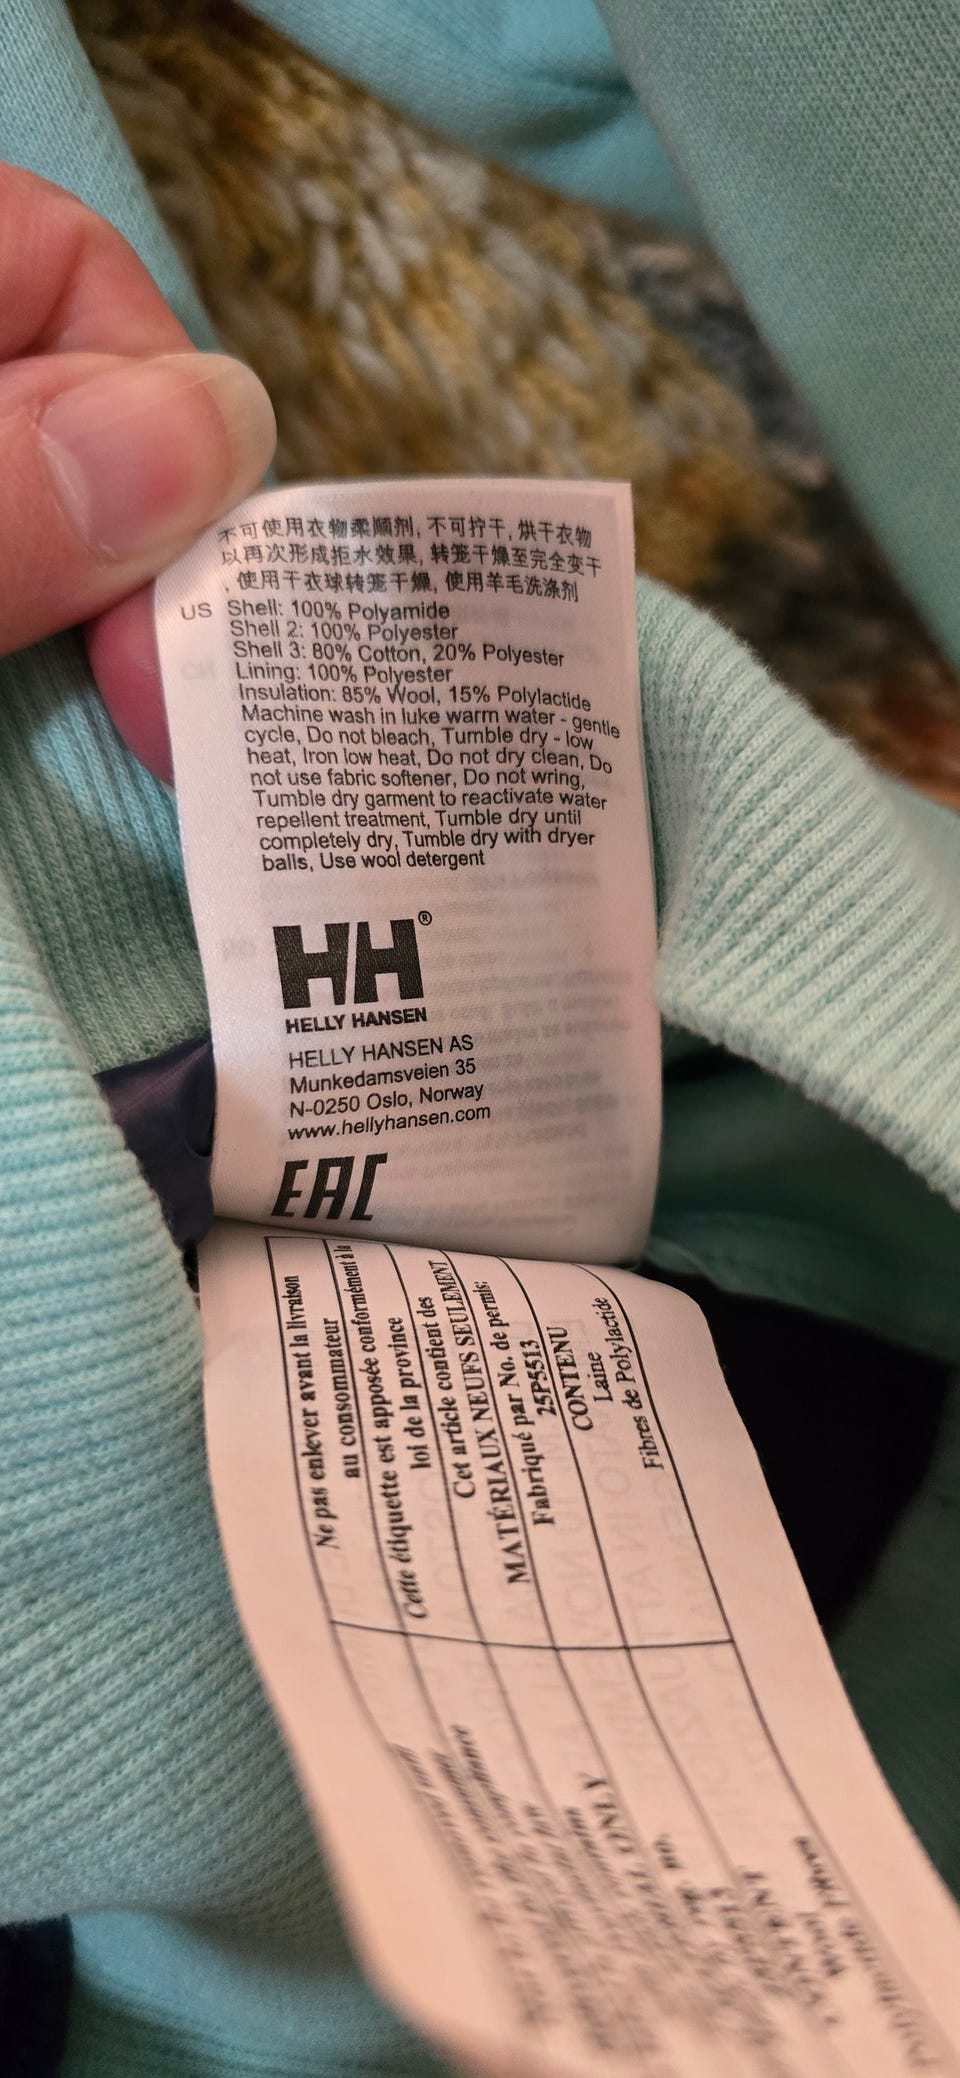 不可使用衣物柔顺剂, 不可拧干, 烘干衣物
以再次形成拒水效果, 转笼干燥至完全变干
, 使用干衣球转笼干燥, 使用羊毛洗涤剂
US Shell: 100% Polyamide
Shell 2: 100% Polyester
Shell 3: 80% Cotton, 20% Polyester
Lining: 100% Polyester
Insulation: 85% Wool, 15% Polylactide
Machine wash in luke warm water - gentle
cycle, Do not bleach, Tumble dry - low
heat, Iron low heat, Do not dry clean, Do
not use fabric softener, Do not wring,
Tumble dry garment to reactivate water
repellent treatment, Tumble dry until
completely dry, Tumble dry with dryer
balls, Use wool detergent
HH®
HELLY HANSEN
HELLY HANSEN AS
Munkedamsveien 35
N-0250 Oslo, Norway
www.hellyhansen.com
EAC
Ne pas enlever avant la livraison
au consommateur
Cette étiquette est apposée conformément à la
loi de la province
Cet article contient des
MATÉRIAUX NEUFS SEULEMENT
Fabriqué par No. de permis:
25P5513
CONTENU
Laine
Fibres de Polylactide
ONLY